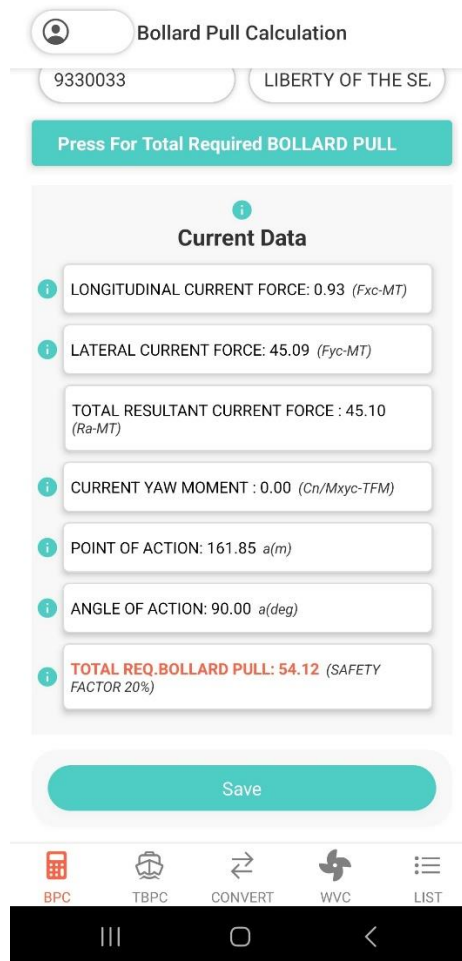 Bollard Pull Calculation
9330033
LIBERTY OF THE SE
Press For Total Required BOLLARD PULL
Current Data
LONGITUDINAL CURRENT FORCE: 0.93 (Fxc-MT)
LATERAL CURRENT FORCE: 45.09 (Fyc-MT)
TOTAL RESULTANT CURRENT FORCE : 45.10
(Ra-MT)
CURRENT YAW MOMENT : 0.00 (Cn/Mxyc-TFM)
POINT OF ACTION: 161.85 a(m)
ANGLE OF ACTION: 90.00 a(deg)
TOTAL REQ.BOLLARD PULL: 54.12 (SAFETY
FACTOR 20%)
Save
BPC
TBPC
CONVERT
WVC
LIST